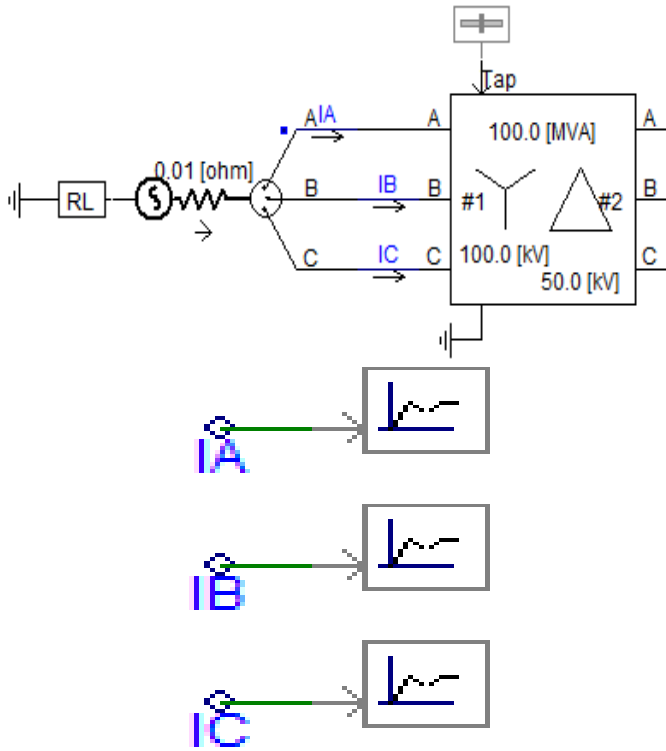 Tap
A IA A 100.0 [MVA] A
0.01 [ohm]
RL S B IB B #1 #2 B
C IC C 100.0 [kV] C
50.0 [kV]
IA
IB
IC